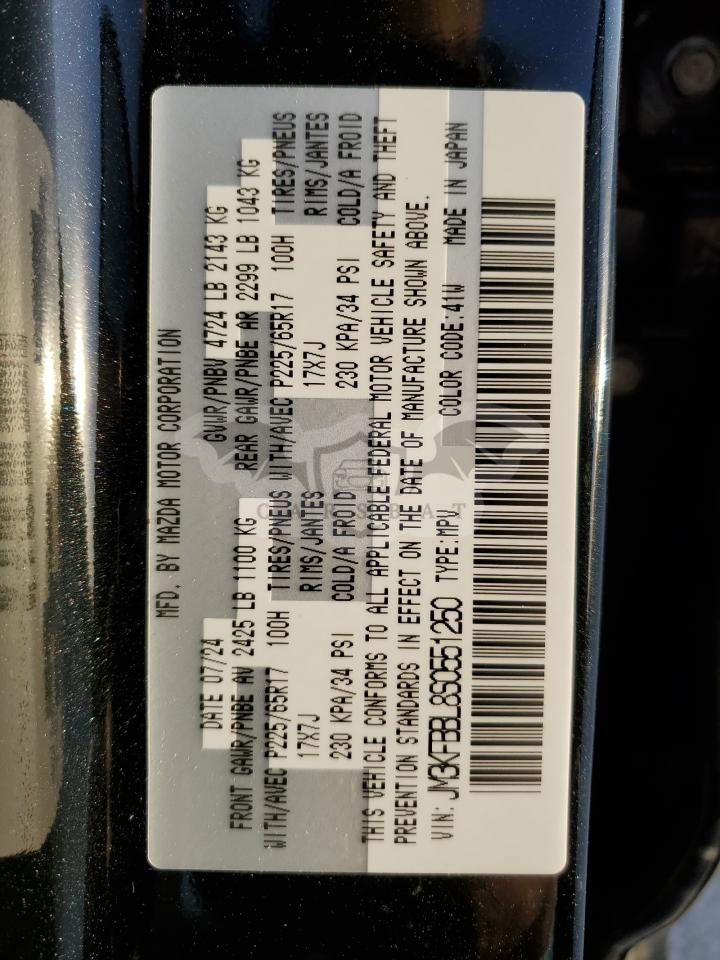 MFD. BY MAZDA MOTOR CORPORATION
DATE 07/24 GVWR/PNBV 4724 LB 2143 KG
FRONT GAWR/PNBE AV 2425 LB 1100 KG REAR GAWR/PNBE AR 2299 LB 1043 KG
WITH/AVEC P225/65R17 100H TIRES/PNEUS WITH/AVEC P225/65R17 100H TIRES/PNEUS
17X7J RIMS/JANTES 17X7J RIMS/JANTES
230 KPA/34 PSI COLD/A FROID 230 KPA/34 PSI COLD/A FROID
THIS VEHICLE CONFORMS TO ALL APPLICABLE FEDERAL MOTOR VEHICLE SAFETY AND THEFT
PREVENTION STANDARDS IN EFFECT ON THE DATE OF MANUFACTURE SHOWN ABOVE.
VIN: JM3KFBBL8S0551250 TYPE:MPV COLOR CODE:41W MADE IN JAPAN
CARSBAT